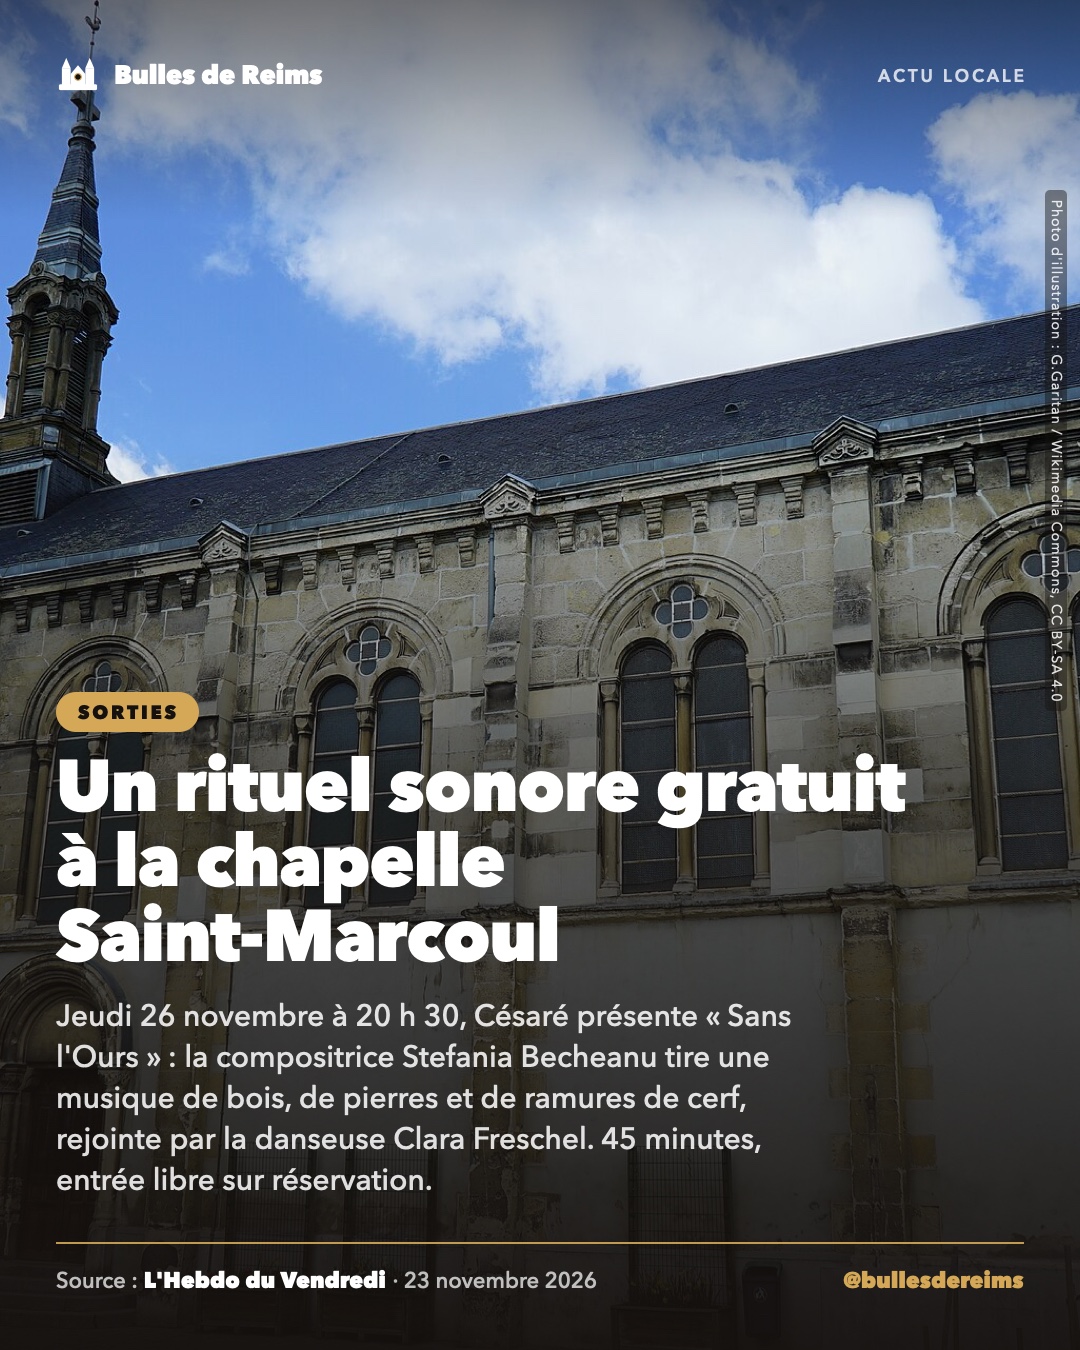 Bulles de Reims
ACTU LOCALE
Photo d'illustration : G.Garitan / Wikimedia Commons, CC BY-SA 4.0
SORTIES
Un rituel sonore gratuit
à la chapelle
Saint-Marcoul
Jeudi 26 novembre à 20 h 30, Césaré présente « Sans
l'Ours » : la compositrice Stefania Becheanu tire une
musique de bois, de pierres et de ramures de cerf,
rejointe par la danseuse Clara Freschel. 45 minutes,
entrée libre sur réservation.
Source : L'Hebdo du Vendredi · 23 novembre 2026
@bullesdereims